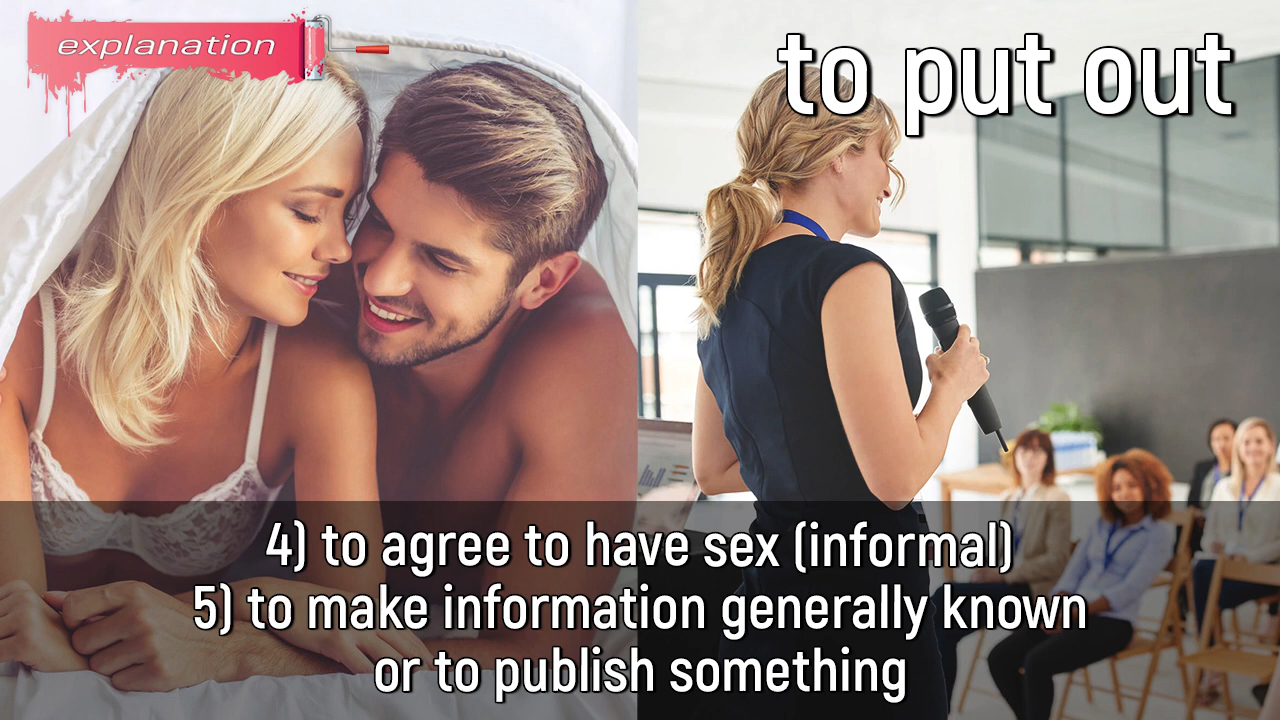 explanation
to put out
4) to agree to have sex (informal)
5) to make information generally known
or to publish something